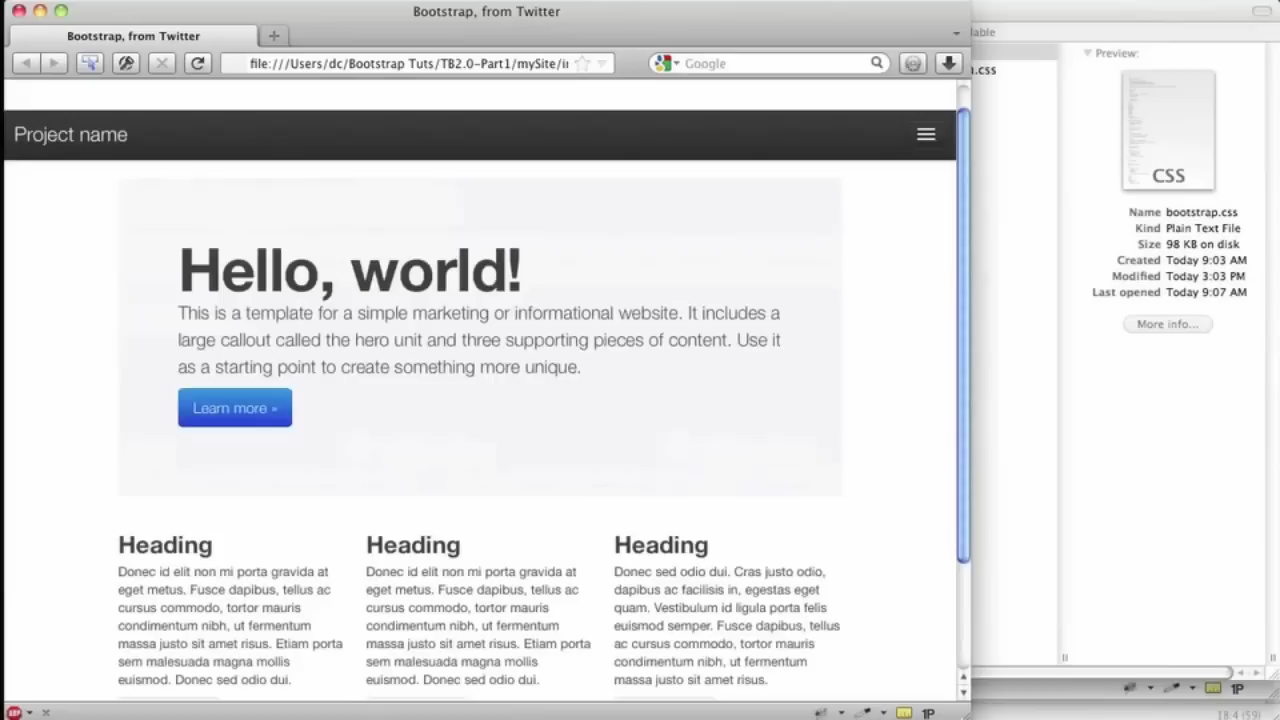 Bootstrap, from Twitter
Bootstrap, from Twitter
file:///Users/dc/Bootstrap Tuts/TB2.0-Part1/mySite/in
Google
Project name
Hello, world!
This is a template for a simple marketing or informational website. It includes a
large callout called the hero unit and three supporting pieces of content. Use it
as a starting point to create something more unique.
Learn more »
Heading
Donec id elit non mi porta gravida at
eget metus. Fusce dapibus, tellus ac
cursus commodo, tortor mauris
condimentum nibh, ut fermentum
massa justo sit amet risus. Etiam porta
sem malesuada magna mollis
euismod. Donec sed odio dui.
Heading
Donec id elit non mi porta gravida at
eget metus. Fusce dapibus, tellus ac
cursus commodo, tortor mauris
condimentum nibh, ut fermentum
massa justo sit amet risus. Etiam porta
sem malesuada magna mollis
euismod. Donec sed odio dui.
Heading
Donec sed odio dui. Cras justo odio,
dapibus ac facilisis in, egestas eget
quam. Vestibulum id ligula porta felis
euismod semper. Fusce dapibus, tellus
ac cursus commodo, tortor mauris
condimentum nibh, ut fermentum
massa justo sit amet risus.
ABP
1P
lable
.css
Preview:
CSS
Name bootstrap.css
Kind Plain Text File
Size 98 KB on disk
Created Today 9:03 AM
Modified Today 3:03 PM
Last opened Today 9:07 AM
More info...
1P
18.4 (59)